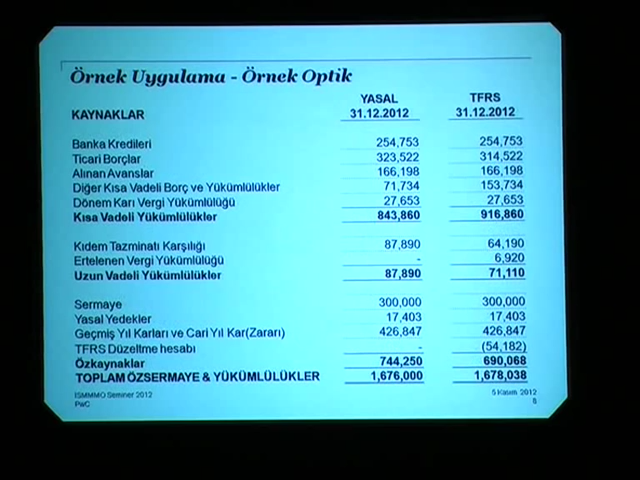 Örnek Uygulama - Örnek Optik
YASAL TFRS
KAYNAKLAR 31.12.2012 31.12.2012
Banka Kredileri 254,753 254,753
Ticari Borçlar 323,522 314,522
Alınan Avanslar 166,198 166,198
Diğer Kısa Vadeli Borç ve Yükümlülükler 71,734 153,734
Dönem Karı Vergi Yükümlülüğü 27,653 27,653
Kısa Vadeli Yükümlülükler 843,860 916,860
Kıdem Tazminatı Karşılığı 87,890 64,190
Ertelenen Vergi Yükümlülüğü - 6,920
Uzun Vadeli Yükümlülükler 87,890 71,110
Sermaye 300,000 300,000
Yasal Yedekler 17,403 17,403
Geçmiş Yıl Karları ve Cari Yıl Kar(Zararı) 426,847 426,847
TFRS Düzeltme hesabı - (54,182)
Özkaynaklar 744,250 690,068
TOPLAM ÖZSERMAYE & YÜKÜMLÜLÜKLER 1,676,000 1,678,038
ISMMMO Seminer 2012 5 Kasım 2012
PwC 8